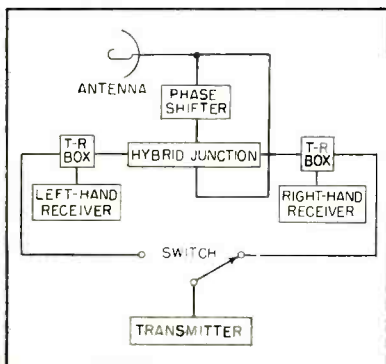 ANTENNA
PHASE
SHIFTER
T-R
BOX
HYBRID JUNCTION
T-R
BOX
LEFT-HAND
RECEIVER
RIGHT-HAND
RECEIVER
SWITCH
TRANSMITTER